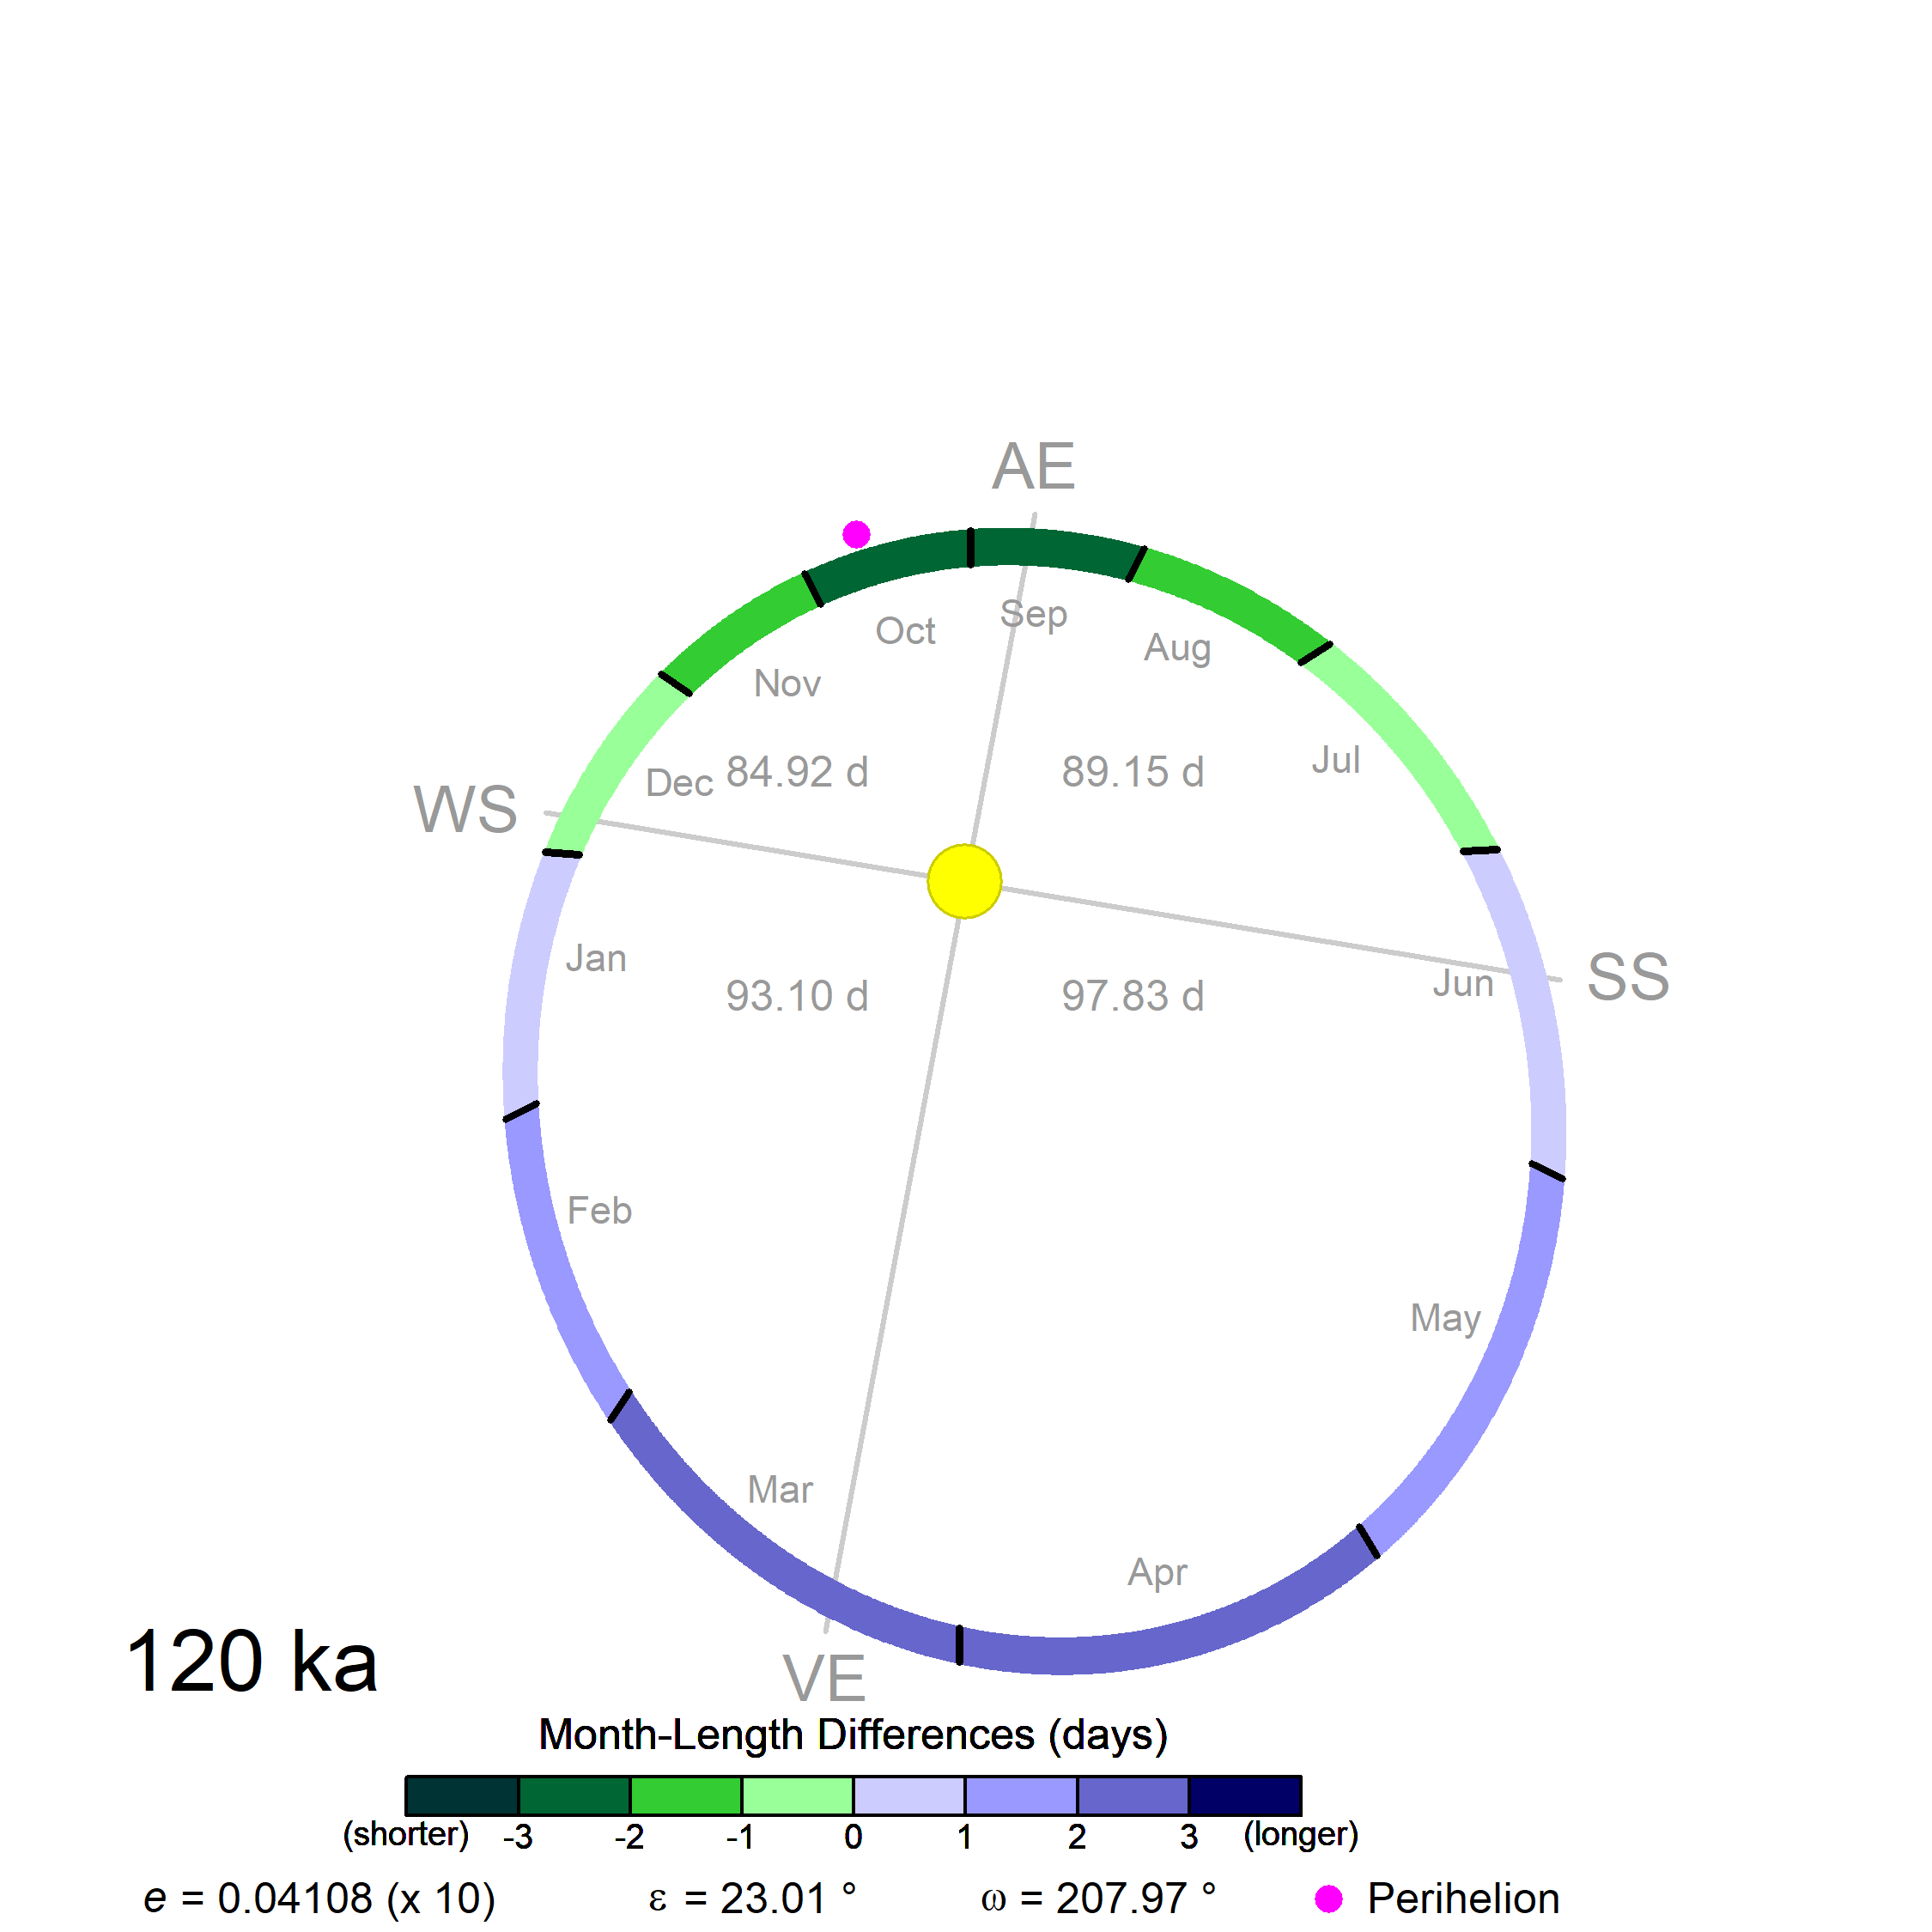 AE
Sep
Oct
Aug
Nov
Jul
Dec
84.92 d
89.15 d
WS
Jan
SS
Jun
93.10 d
97.83 d
Feb
May
Mar
Apr
VE
120 ka
Month-Length Differences (days)
(shorter) -3 -2 -1 0 1 2 3 (longer)
e = 0.04108 (x 10) ε = 23.01 ° ω = 207.97 ° Perihelion